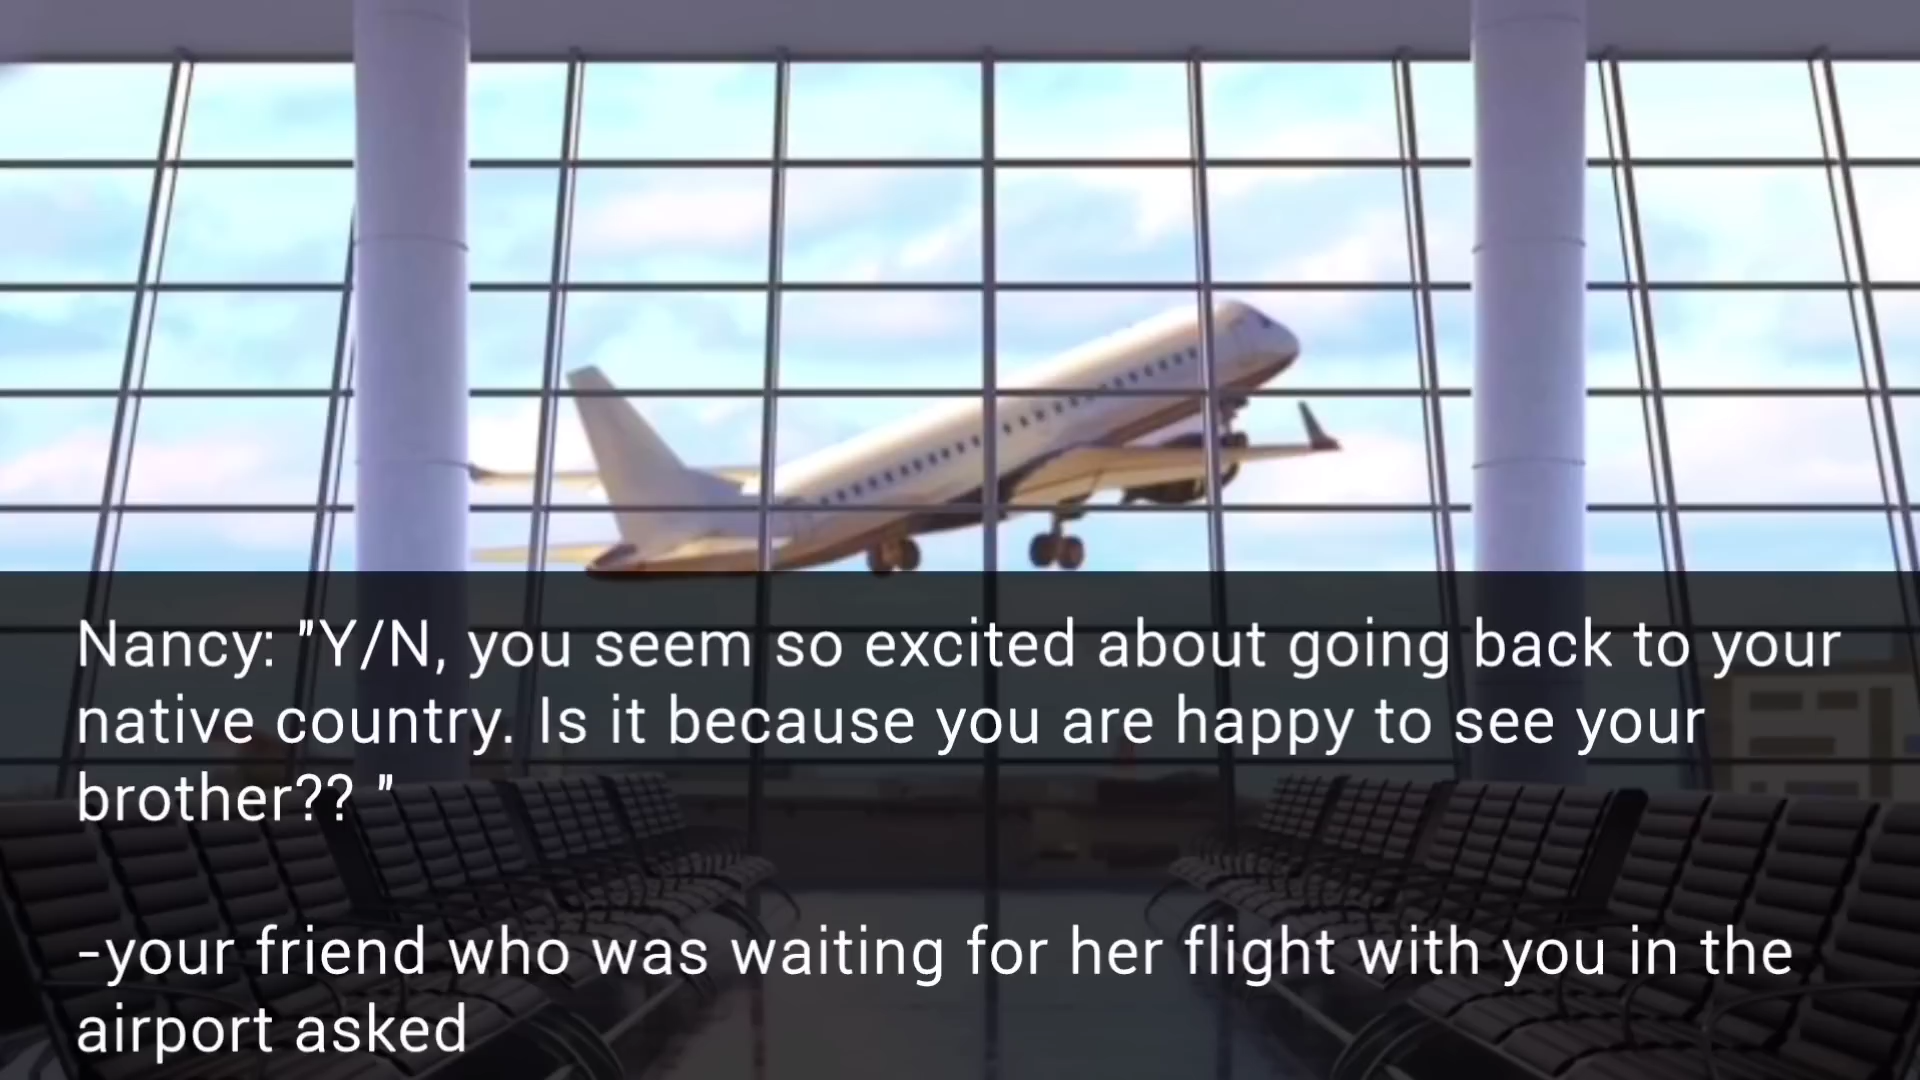 Nancy: "Y/N, you seem so excited about going back to your
native country. Is it because you are happy to see your
brother?? "
-your friend who was waiting for her flight with you in the
airport asked